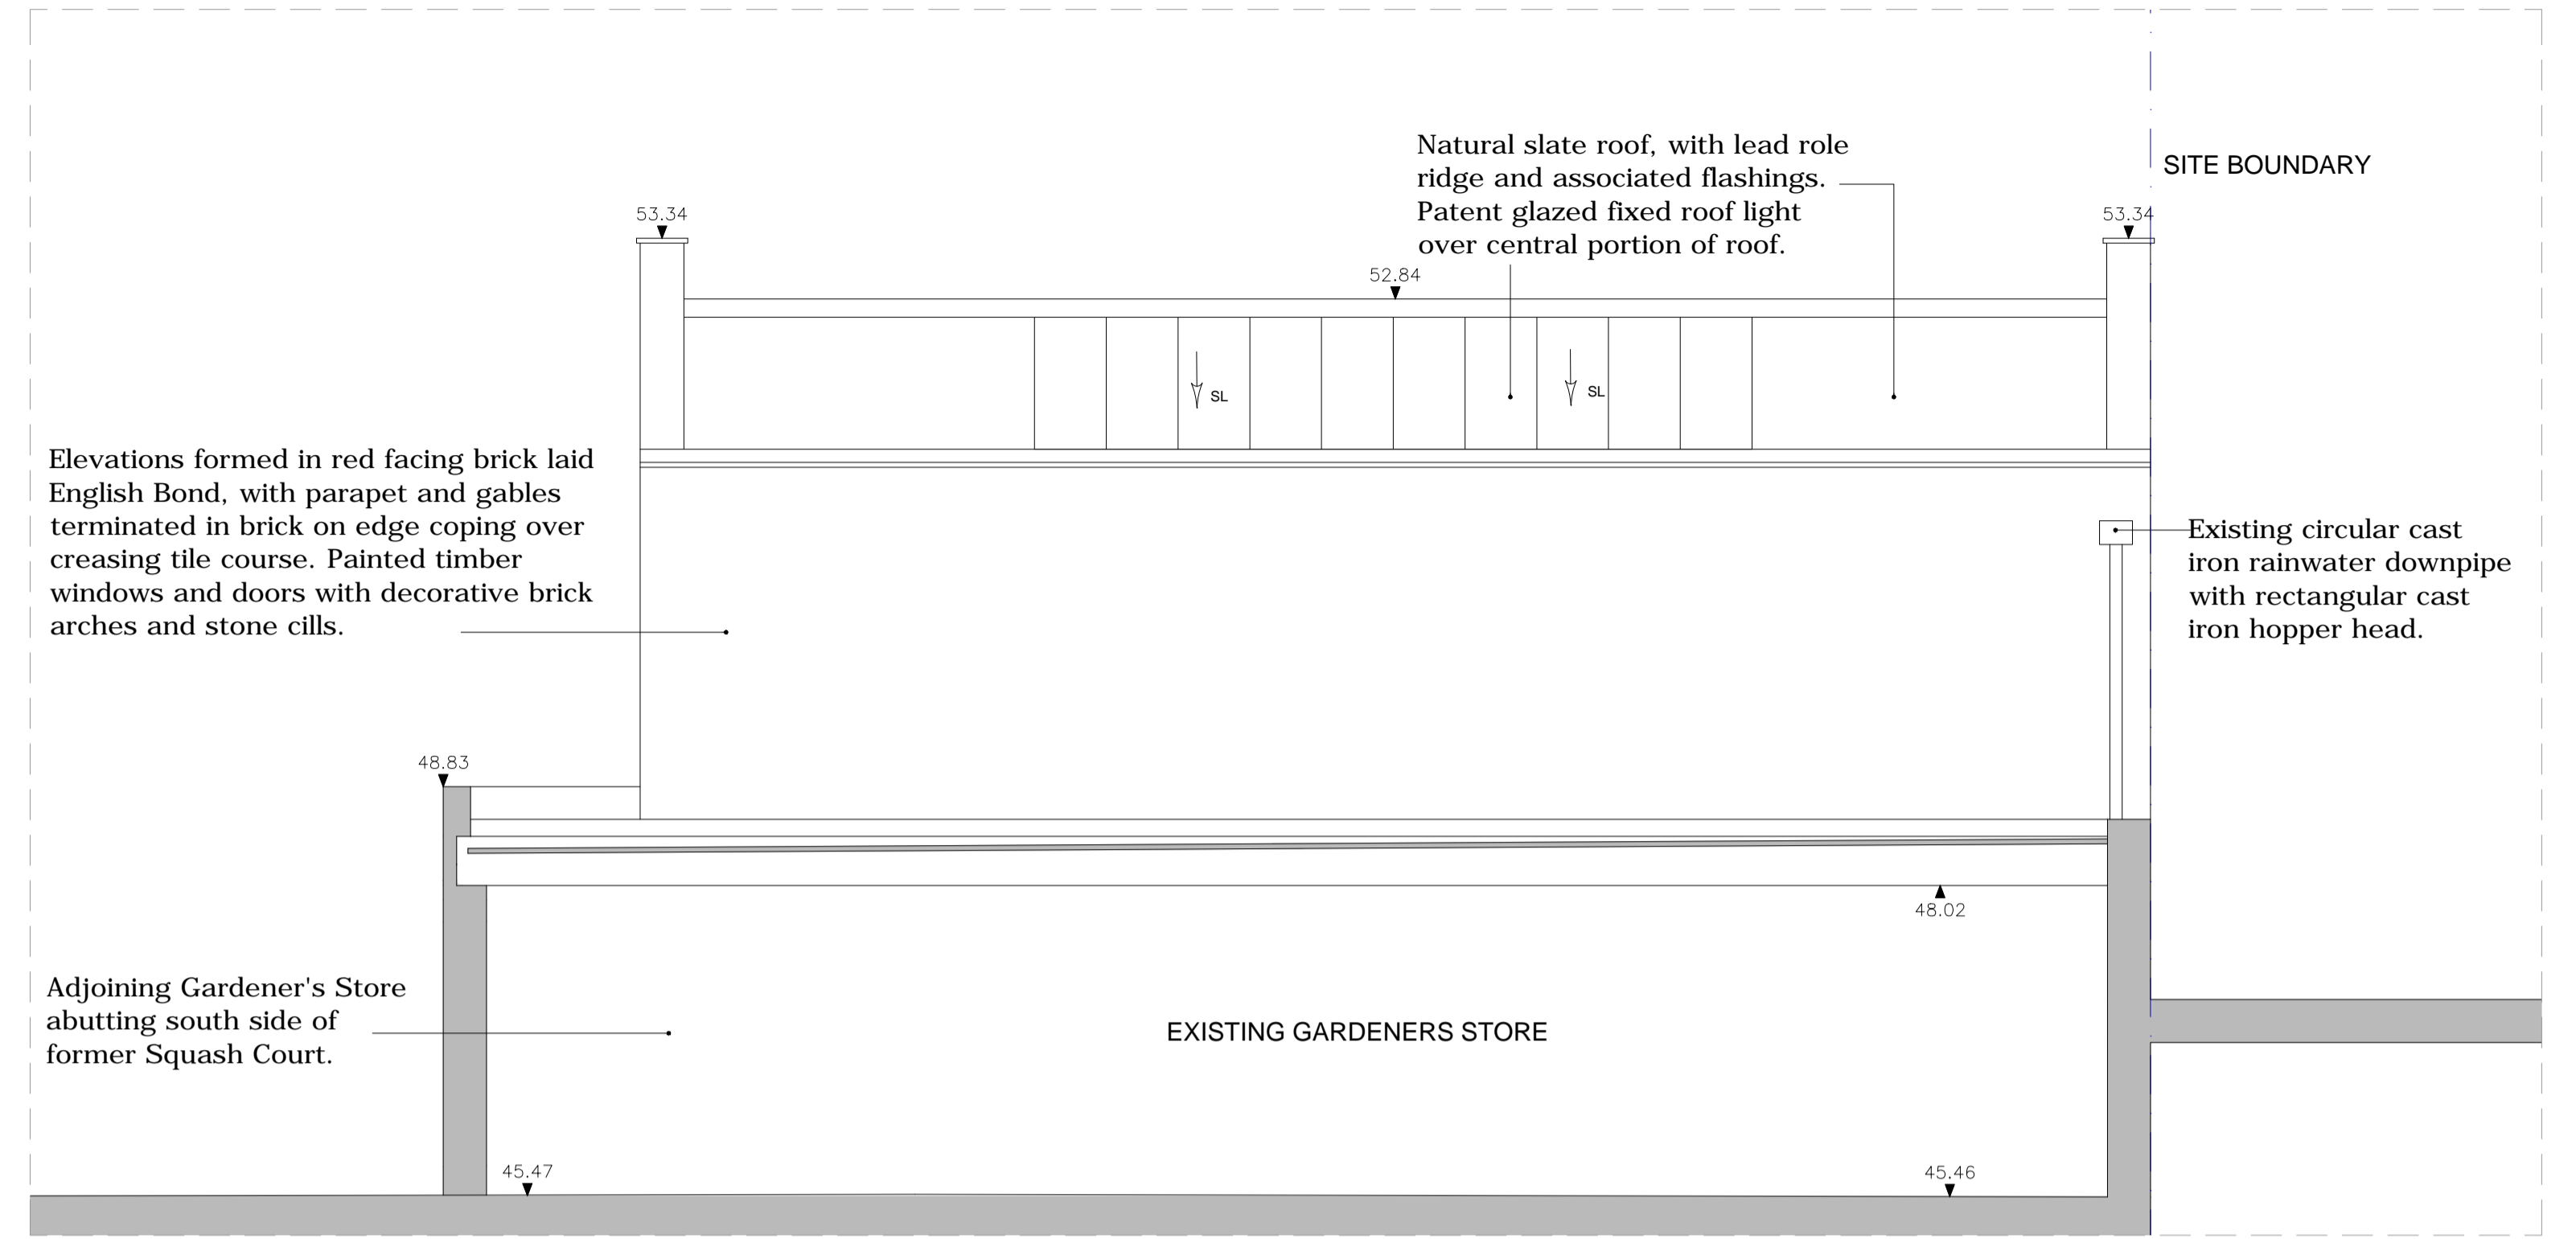 Natural slate roof, with lead role
ridge and associated flashings.
Patent glazed fixed roof light
over central portion of roof.
SITE BOUNDARY
53.34
53.34
52.84
SL
SL
Elevations formed in red facing brick laid
English Bond, with parapet and gables
terminated in brick on edge coping over
creasing tile course. Painted timber
windows and doors with decorative brick
arches and stone cills.
Existing circular cast
iron rainwater downpipe
with rectangular cast
iron hopper head.
48.83
48.02
Adjoining Gardener's Store
abutting south side of
former Squash Court.
EXISTING GARDENERS STORE
45.47
45.46